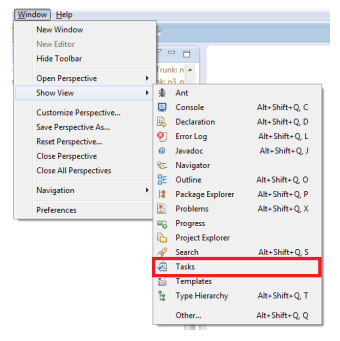 Window Help
New Window
New Editor
Hide Toolbar
Open Perspective
Show View
Customize Perspective...
Save Perspective As...
Reset Perspective...
Close Perspective
Close All Perspectives
Navigation
Preferences
Ant
Console Alt+Shift+Q, C
Declaration Alt+Shift+Q, D
Error Log Alt+Shift+Q, L
Javadoc Alt+Shift+Q, J
Navigator
Outline Alt+Shift+Q, O
Package Explorer Alt+Shift+Q, P
Problems Alt+Shift+Q, X
Progress
Project Explorer
Search Alt+Shift+Q, S
Tasks
Templates
Type Hierarchy Alt+Shift+Q, T
Other... Alt+Shift+Q, Q